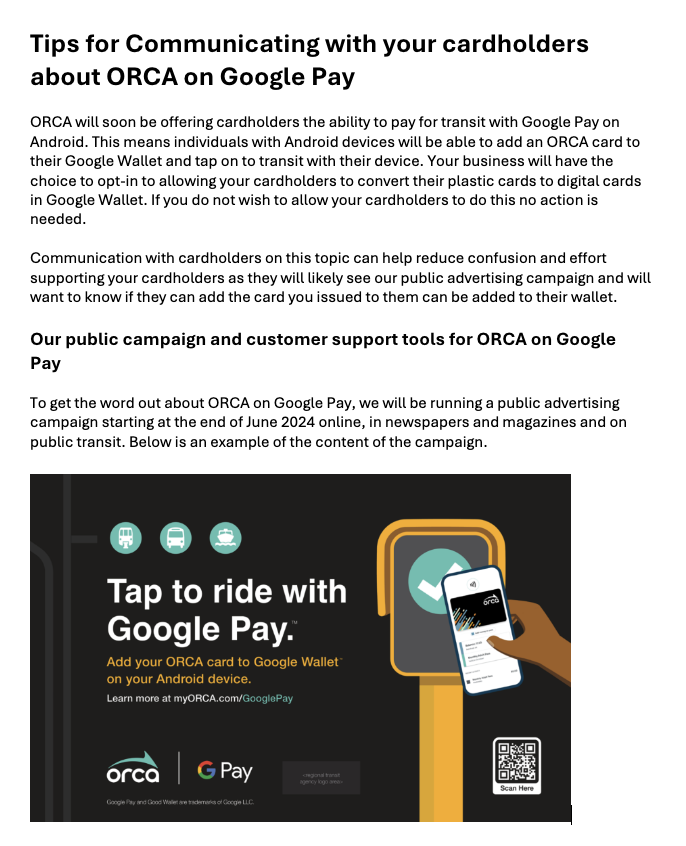 Tips for Communicating with your cardholders
about ORCA on Google Pay
ORCA will soon be offering cardholders the ability to pay for transit with Google Pay on
Android. This means individuals with Android devices will be able to add an ORCA card to
their Google Wallet and tap on to transit with their device. Your business will have the
choice to opt-in to allowing your cardholders to convert their plastic cards to digital cards
in Google Wallet. If you do not wish to allow your cardholders to do this no action is
needed.
Communication with cardholders on this topic can help reduce confusion and effort
supporting your cardholders as they will likely see our public advertising campaign and will
want to know if they can add the card you issued to them can be added to their wallet.
Our public campaign and customer support tools for ORCA on Google
Pay
To get the word out about ORCA on Google Pay, we will be running a public advertising
campaign starting at the end of June 2024 online, in newspapers and magazines and on
public transit. Below is an example of the content of the campaign.
Tap to ride with
Google Pay.™
Add your ORCA card to Google Wallet™
on your Android device.
Learn more at myORCA.com/GooglePay
orca
G Pay
<regional transit
agency logo area>
Google Pay and Good Wallet are trademarks of Google LLC.
orca
Scan Here